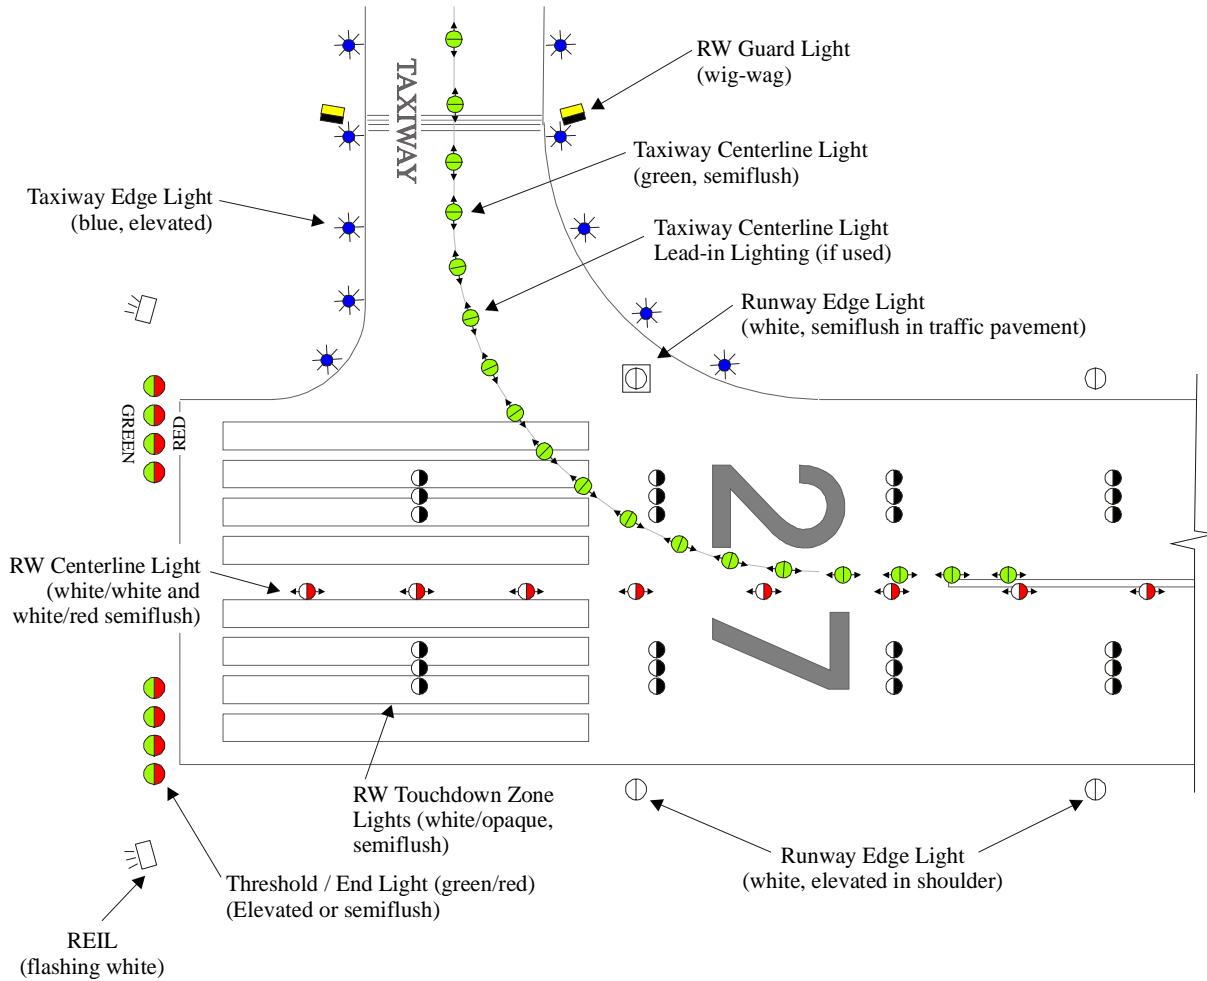 TAXIWAY
RW Guard Light
(wig-wag)
Taxiway Centerline Light
(green, semiflush)
Taxiway Edge Light
(blue, elevated)
Taxiway Centerline Light
Lead-in Lighting (if used)
Runway Edge Light
(white, semiflush in traffic pavement)
GREEN
RED
2
7
RW Centerline Light
(white/white and
white/red semiflush)
RW Touchdown Zone
Lights (white/opaque,
semiflush)
Runway Edge Light
(white, elevated in shoulder)
Threshold / End Light (green/red)
(Elevated or semiflush)
REIL
(flashing white)